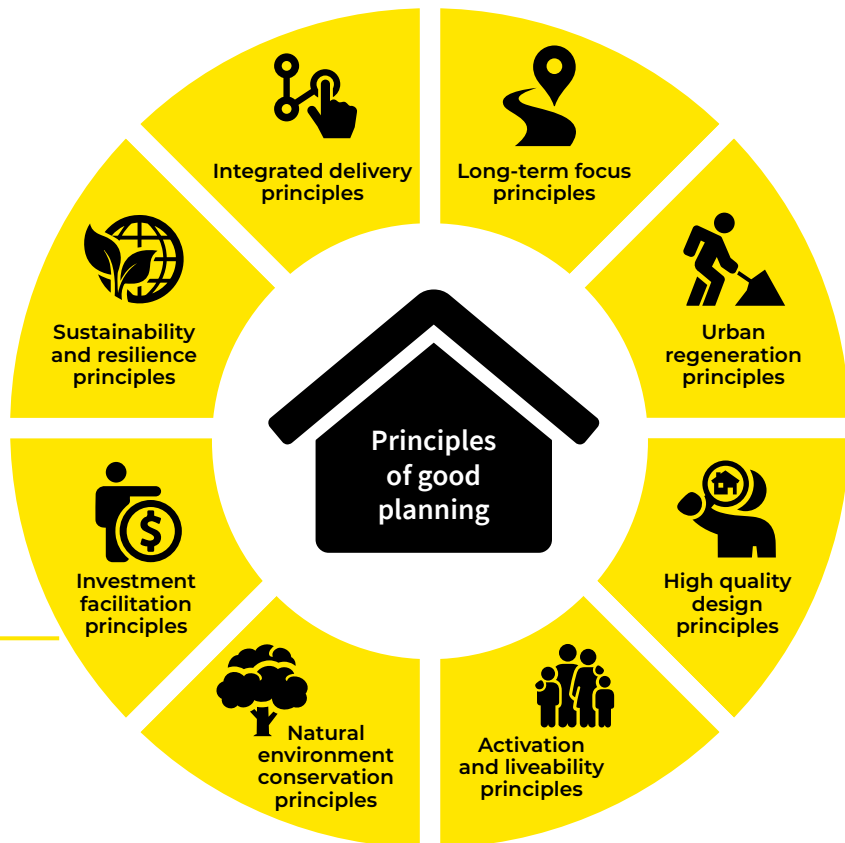 Integrated delivery
principles
Long-term focus
principles
Urban
regeneration
principles
High quality
design
principles
Activation
and liveability
principles
Natural
environment
conservation
principles
Investment
facilitation
principles
Sustainability
and resilience
principles
Principles
of good
planning
$